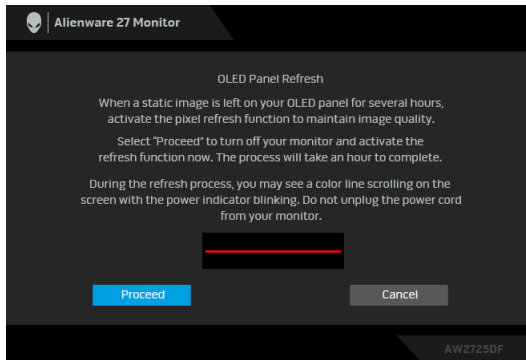 Alienware 27 Monitor
OLED Panel Refresh
When a static image is left on your OLED panel for several hours,
activate the pixel refresh function to maintain image quality.
Select "Proceed" to turn off your monitor and activate the
refresh function now. The process will take an hour to complete.
During the refresh process, you may see a color line scrolling on the
screen with the power indicator blinking. Do not unplug the power cord
from your monitor.
Proceed
Cancel
AW2725DF